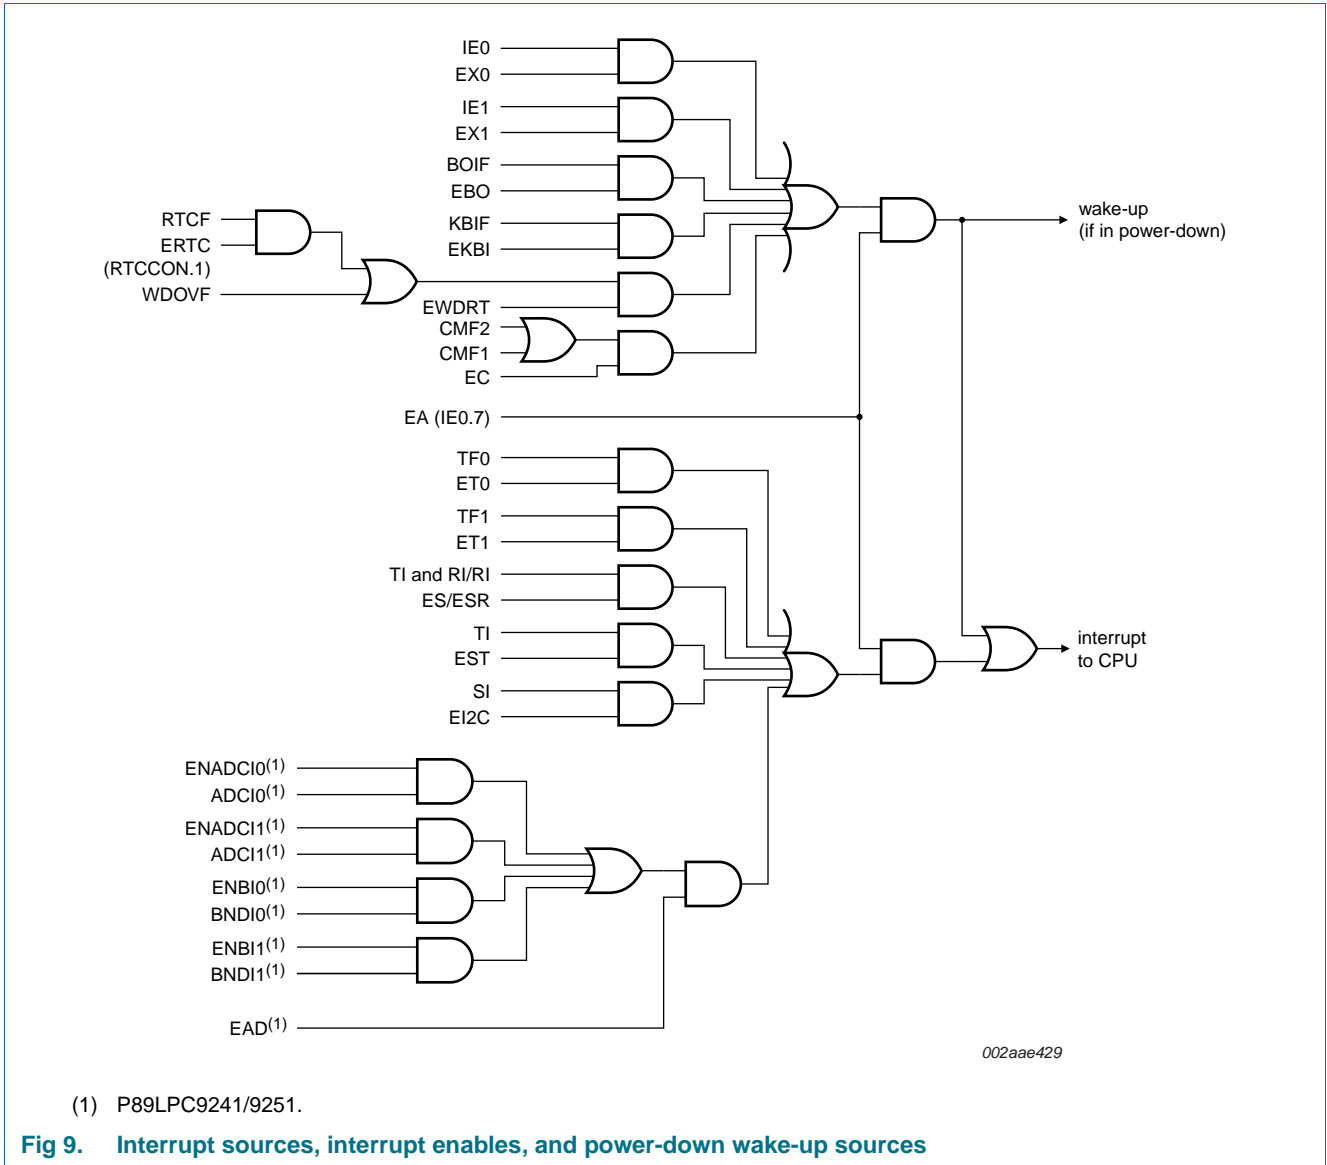 IE0
EX0
IE1
EX1
BOIF
EBO
KBIF
EKBI
RTCF
ERTC
(RTCCON.1)
WDOVF
EWDRT
CMF2
CMF1
EC
wake-up
(if in power-down)
EA (IE0.7)
TF0
ET0
TF1
ET1
TI and RI/RI
ES/ESR
TI
EST
SI
EI2C
interrupt
to CPU
ENADCI0(1)
ADCI0(1)
ENADCI1(1)
ADCI1(1)
ENBI0(1)
BNDI0(1)
ENBI1(1)
BNDI1(1)
EAD(1)
002aae429
(1) P89LPC9241/9251.
Fig 9. Interrupt sources, interrupt enables, and power-down wake-up sources